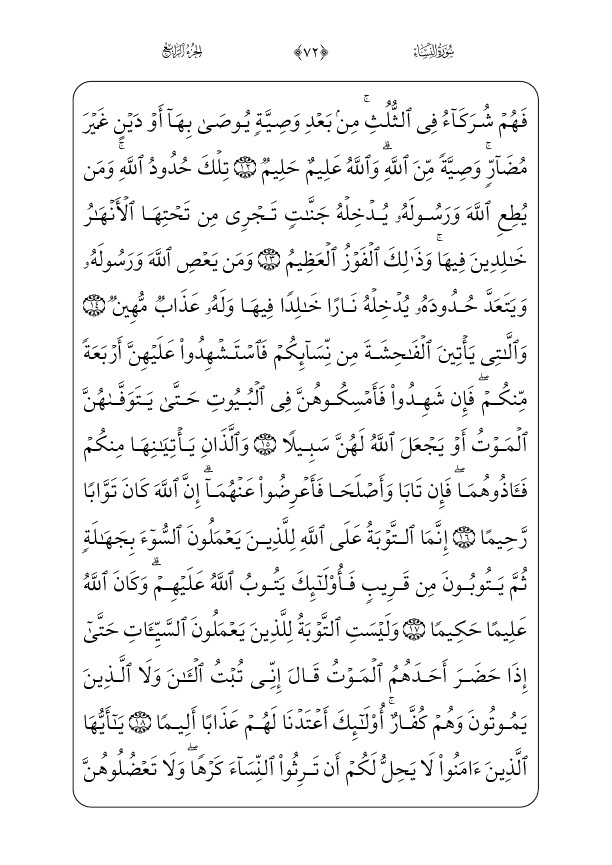 سُورَةُ النِّسَاءِ ﴿٧٢﴾ الجُزْءُ الرَّابِعُ
فَهُمۡ شُرَكَآءُ فِى ٱلثُّلُثِۚ مِنۢ بَعۡدِ وَصِيَّةٍ يُوصَىٰ بِهَآ أَوۡ دَيۡنٍ غَيۡرَ
مُضَآرٍّۚ وَصِيَّةً مِّنَ ٱللَّهِۗ وَٱللَّهُ عَلِيمٌ حَلِيمٌ ١٢ تِلۡكَ حُدُودُ ٱللَّهِۚ وَمَن
يُطِعِ ٱللَّهَ وَرَسُولَهُۥ يُدۡخِلۡهُ جَنَّٰتٍ تَجۡرِى مِن تَحۡتِهَا ٱلۡأَنۡهَٰرُ
خَٰلِدِينَ فِيهَاۚ وَذَٰلِكَ ٱلۡفَوۡزُ ٱلۡعَظِيمُ ١٣ وَمَن يَعۡصِ ٱللَّهَ وَرَسُولَهُۥ
وَيَتَعَدَّ حُدُودَهُۥ يُدۡخِلۡهُ نَارًا خَٰلِدًا فِيهَا وَلَهُۥ عَذَابٌ مُّهِينٌ ١٤
وَٱلَّٰتِى يَأۡتِينَ ٱلۡفَٰحِشَةَ مِن نِّسَآئِكُمۡ فَٱسۡتَشۡهِدُواْ عَلَيۡهِنَّ أَرۡبَعَةً
مِّنكُمۡۖ فَإِن شَهِدُواْ فَأَمۡسِكُوهُنَّ فِى ٱلۡبُيُوتِ حَتَّىٰ يَتَوَفَّىٰهُنَّ
ٱلۡمَوۡتُ أَوۡ يَجۡعَلَ ٱللَّهُ لَهُنَّ سَبِيلًا ١٥ وَٱلَّذَانِ يَأۡتِيَٰنِهَا مِنكُمۡ
فَـَٔاذُوهُمَاۖ فَإِن تَابَا وَأَصۡلَحَا فَأَعۡرِضُواْ عَنۡهُمَآۗ إِنَّ ٱللَّهَ كَانَ تَوَّابًا
رَّحِيمًا ١٦ إِنَّمَا ٱلتَّوۡبَةُ عَلَى ٱللَّهِ لِلَّذِينَ يَعۡمَلُونَ ٱلسُّوٓءَ بِجَهَٰلَةٍ
ثُمَّ يَتُوبُونَ مِن قَرِيبٍ فَأُوْلَٰٓئِكَ يَتُوبُ ٱللَّهُ عَلَيۡهِمۡۗ وَكَانَ ٱللَّهُ
عَلِيمًا حَكِيمًا ١٧ وَلَيۡسَتِ ٱلتَّوۡبَةُ لِلَّذِينَ يَعۡمَلُونَ ٱلسَّيِّـَٔاتِ حَتَّىٰٓ
إِذَا حَضَرَ أَحَدَهُمُ ٱلۡمَوۡتُ قَالَ إِنِّى تُبۡتُ ٱلۡـَٰٔنَ وَلَا ٱلَّذِينَ
يَمُوتُونَ وَهُمۡ كُفَّارٌۚ أُوْلَٰٓئِكَ أَعۡتَدۡنَا لَهُمۡ عَذَابًا أَلِيمًا ١٨ يَٰٓأَيُّهَا
ٱلَّذِينَ ءَامَنُواْ لَا يَحِلُّ لَكُمۡ أَن تَرِثُواْ ٱلنِّسَآءَ كَرۡهًاۖ وَلَا تَعۡضُلُوهُنَّ